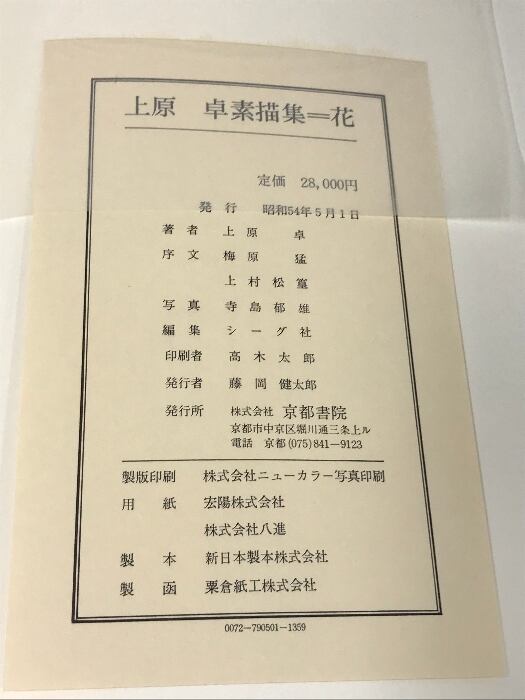 上原　卓素描集＝花
定価　28,000円
発　行　昭和54年5月1日
著　者　上　原　　卓
序　文　梅　原　　猛
上　村　松　篁
写　真　寺　島　郁　雄
編　集　シ　ー　グ　社
印刷者　高　木　太　郎
発行者　藤　岡　健太郎
発行所　株式会社　京都書院
京都市中京区堀川通三条上ル
電話　京都(075)841―9123
製版印刷　株式会社ニューカラー写真印刷
用　紙　宏陽株式会社
株式会社八進
製　本　新日本製本株式会社
製　函　粟倉紙工株式会社
0072―790501―1359